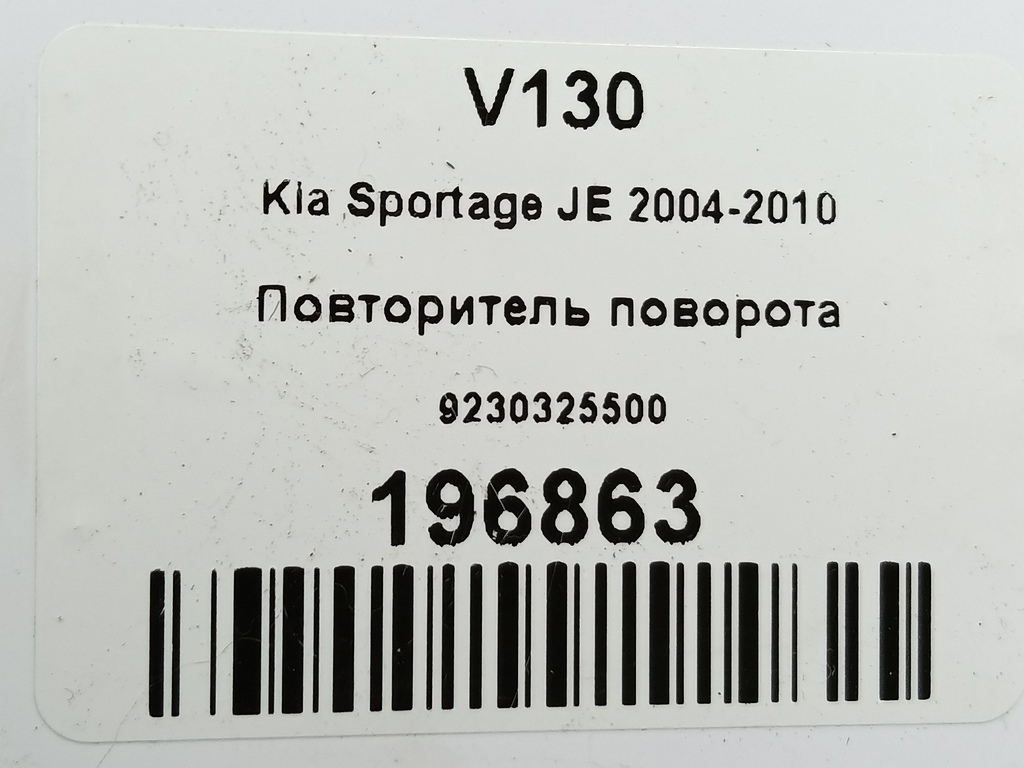 V130
Kia Sportage JE 2004-2010
Повторитель поворота
9230325500
196863